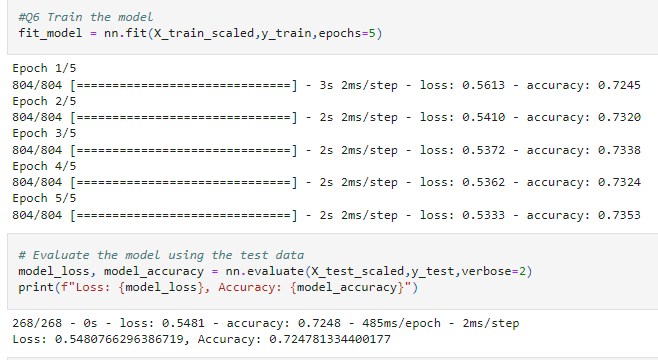 #Q6 Train the model
fit_model = nn.fit(X_train_scaled,y_train,epochs=5)
Epoch 1/5
804/804 [==============================] - 3s 2ms/step - loss: 0.5613 - accuracy: 0.7245
Epoch 2/5
804/804 [==============================] - 2s 2ms/step - loss: 0.5410 - accuracy: 0.7320
Epoch 3/5
804/804 [==============================] - 2s 2ms/step - loss: 0.5372 - accuracy: 0.7338
Epoch 4/5
804/804 [==============================] - 2s 2ms/step - loss: 0.5362 - accuracy: 0.7324
Epoch 5/5
804/804 [==============================] - 2s 2ms/step - loss: 0.5333 - accuracy: 0.7353
# Evaluate the model using the test data
model_loss, model_accuracy = nn.evaluate(X_test_scaled,y_test,verbose=2)
print(f"Loss: {model_loss}, Accuracy: {model_accuracy}")
268/268 - 0s - loss: 0.5481 - accuracy: 0.7248 - 485ms/epoch - 2ms/step
Loss: 0.5480766296386719, Accuracy: 0.724781334400177